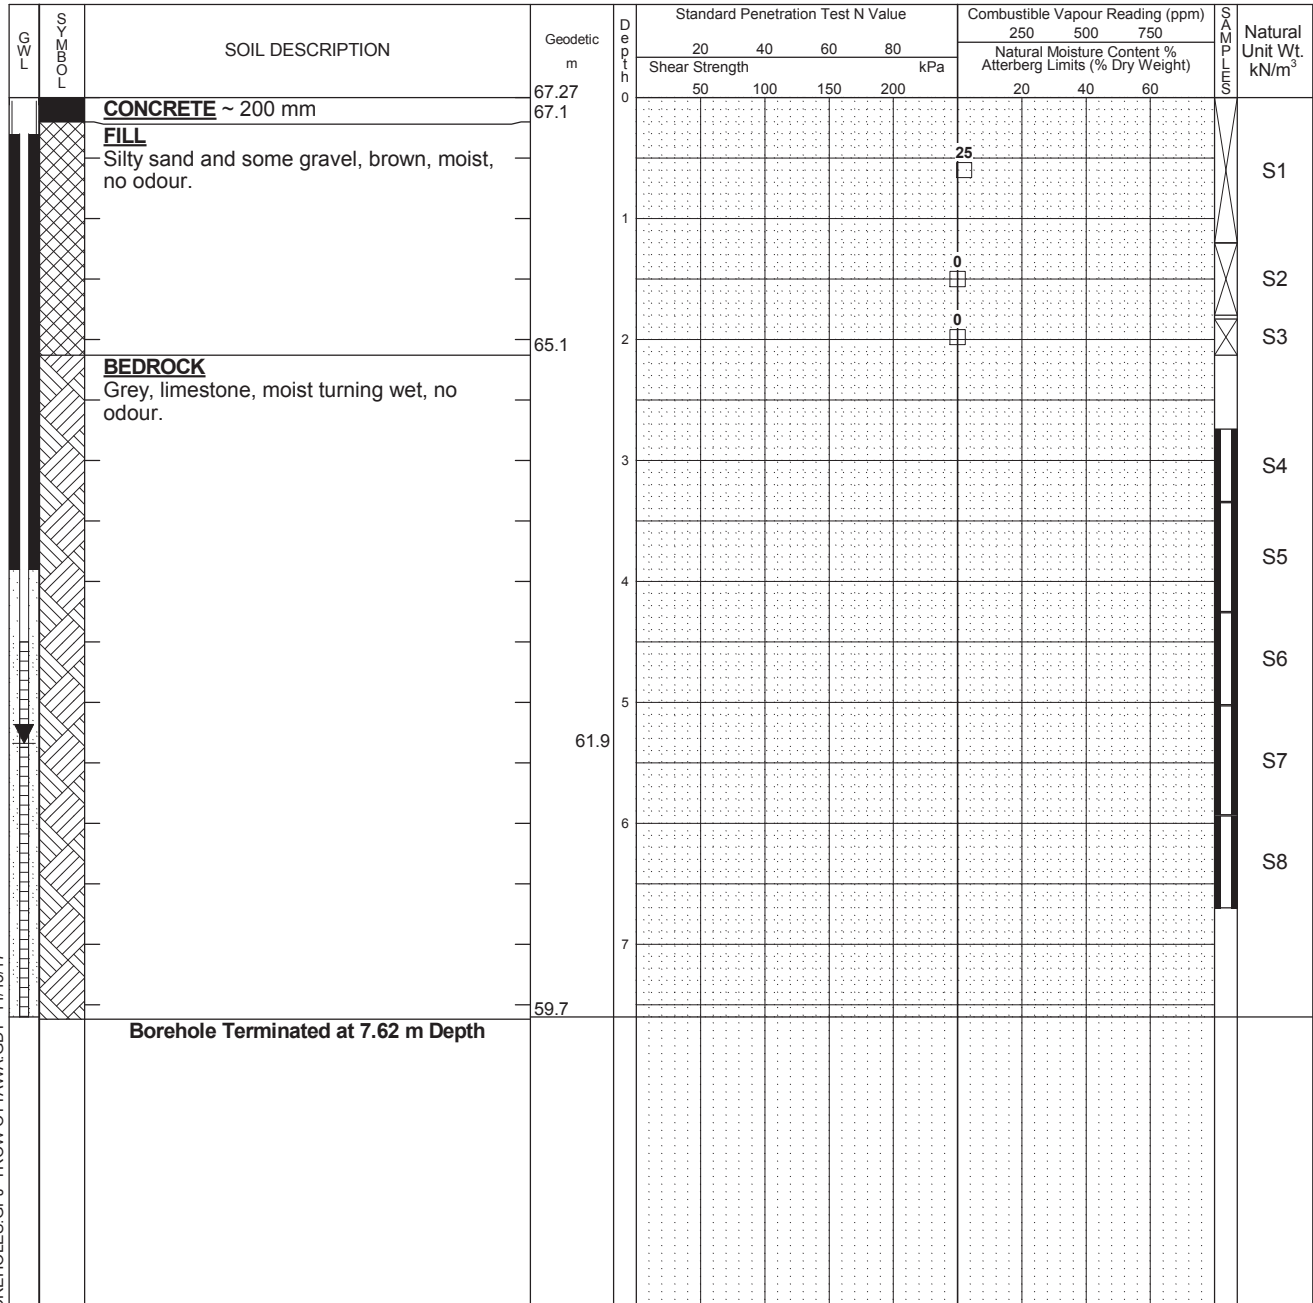 GWL
SYMBOL
SOIL DESCRIPTION
Geodetic
m
67.27
Depth
0
Standard Penetration Test N Value
20 40 60 80
Shear Strength kPa
50 100 150 200
Combustible Vapour Reading (ppm)
250 500 750
Natural Moisture Content %
Atterberg Limits (% Dry Weight)
20 40 60
SAMPLES
Natural
Unit Wt.
kN/m³
CONCRETE ~ 200 mm
67.1
FILL
Silty sand and some gravel, brown, moist,
no odour.
25
S1
1
0
S2
0
S3
65.1
2
BEDROCK
Grey, limestone, moist turning wet, no
odour.
3
S4
S5
4
S6
5
61.9
S7
6
S8
7
59.7
Borehole Terminated at 7.62 m Depth